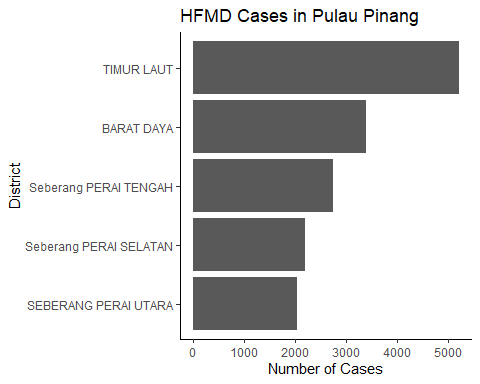 HFMD Cases in Pulau Pinang
District
TIMUR LAUT
BARAT DAYA
Seberang PERAI TENGAH
Seberang PERAI SELATAN
SEBERANG PERAI UTARA
0 1000 2000 3000 4000 5000
Number of Cases